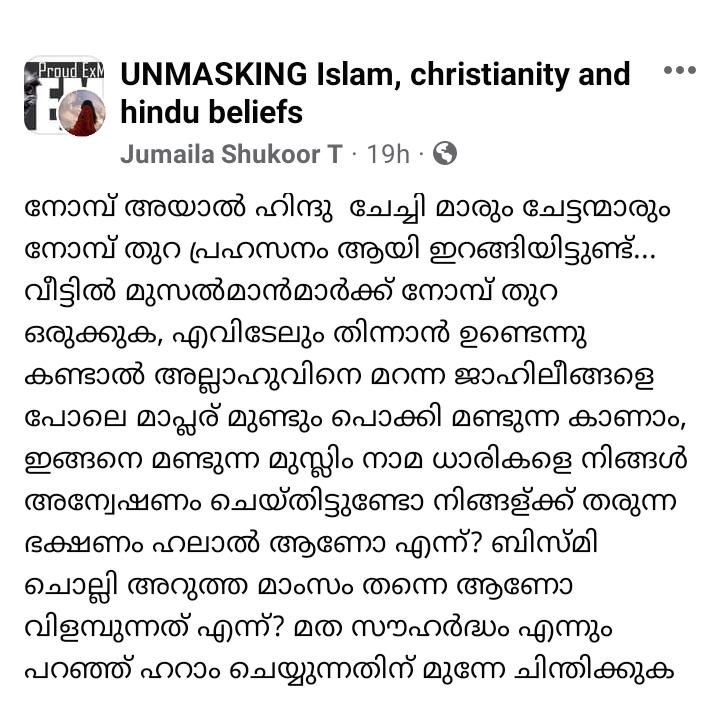 Proud ExM
UNMASKING Islam, christianity and
hindu beliefs
Jumaila Shukoor T · 19h ·
നോമ്പ് അയാൽ ഹിന്ദു ചേച്ചി മാരും ചേട്ടന്മാരും
നോമ്പ് തുറ പ്രഹസനം ആയി ഇറങ്ങിയിട്ടുണ്ട്...
വീട്ടിൽ മുസൽമാൻമാർക്ക് നോമ്പ് തുറ
ഒരുക്കുക, എവിടേലും തിന്നാൻ ഉണ്ടെന്നു
കണ്ടാൽ അല്ലാഹുവിനെ മറന്ന ജാഹിലീങ്ങളെ
പോലെ മാപ്ലര് മുണ്ടും പൊക്കി മണ്ടുന്ന കാണാം,
ഇങ്ങനെ മണ്ടുന്ന മുസ്ലിം നാമ ധാരികളെ നിങ്ങൾ
അന്വേഷണം ചെയ്തിട്ടുണ്ടോ നിങ്ങള്ക്ക് തരുന്ന
ഭക്ഷണം ഹലാൽ ആണോ എന്ന്? ബിസ്മി
ചൊല്ലി അറുത്ത മാംസം തന്നെ ആണോ
വിളമ്പുന്നത് എന്ന്? മത സൗഹർദ്ധം എന്നും
പറഞ്ഞ് ഹറാം ചെയ്യുന്നതിന് മുന്നേ ചിന്തിക്കുക